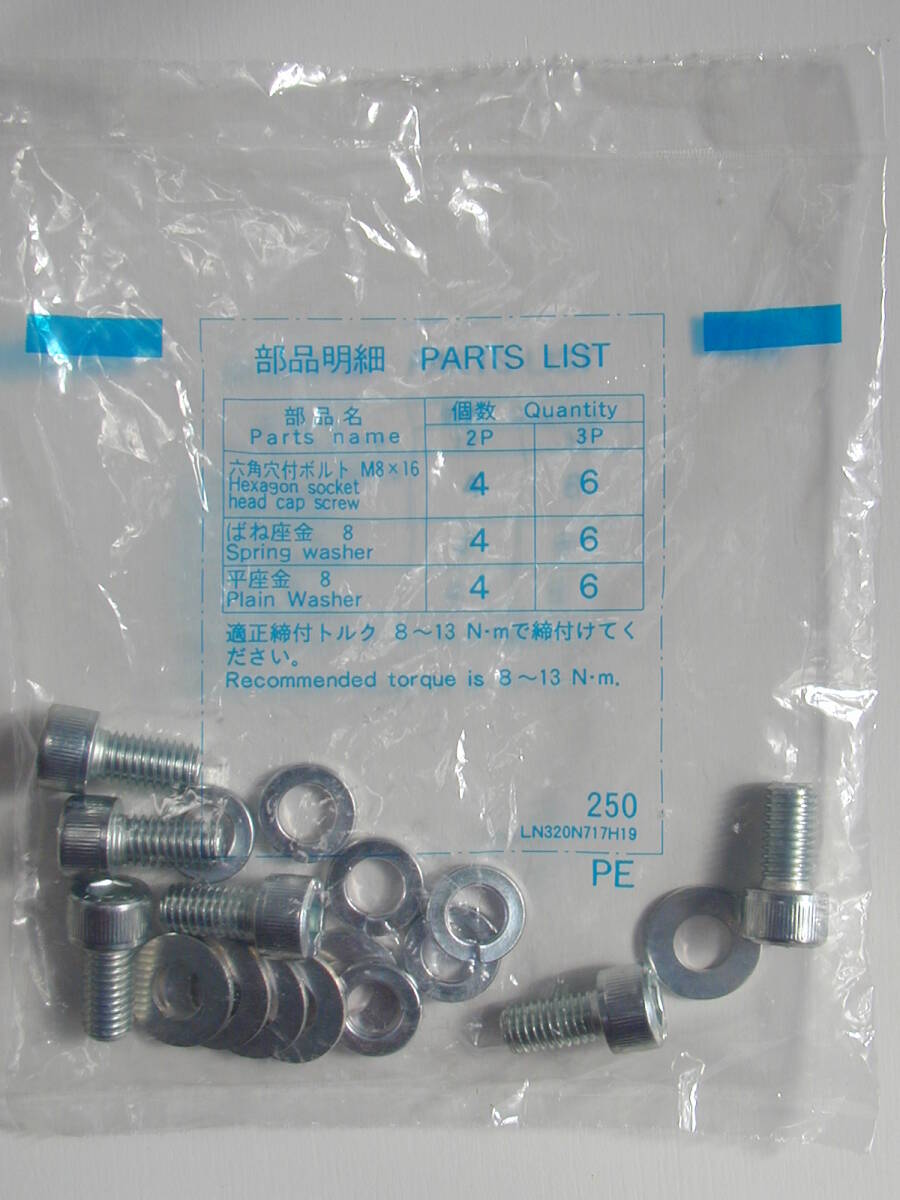 部品明細 PARTS LIST
部品名 個数 Quantity
Parts name 2P 3P
六角穴付ボルト M8×16
Hexagon socket 4 6
head cap screw
ばね座金 8
Spring washer 4 6
平座金 8
Plain Washer 4 6
適正締付トルク 8～13 N·mで締付けてく
ださい。
Recommended torque is 8～13 N·m.
250
LN320N717H19
PE